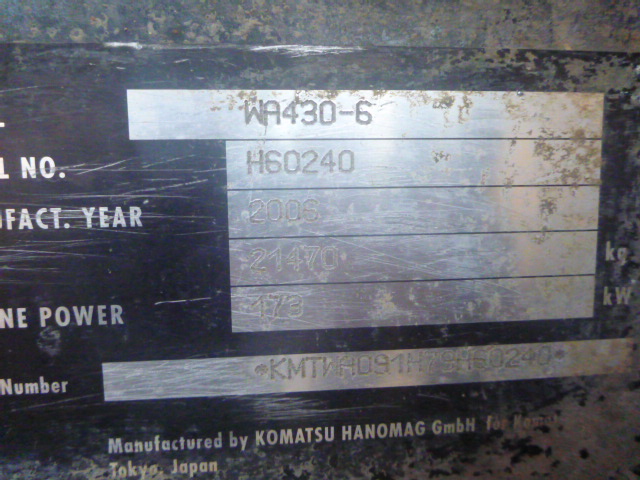 WA430-6
L NO. H60240
FACT. YEAR 2006
21470 kg
NE POWER 173 kW
Number *KMTWA091H79H60240*
Manufactured by KOMATSU HANOMAG GmbH for
Tokyo, Japan